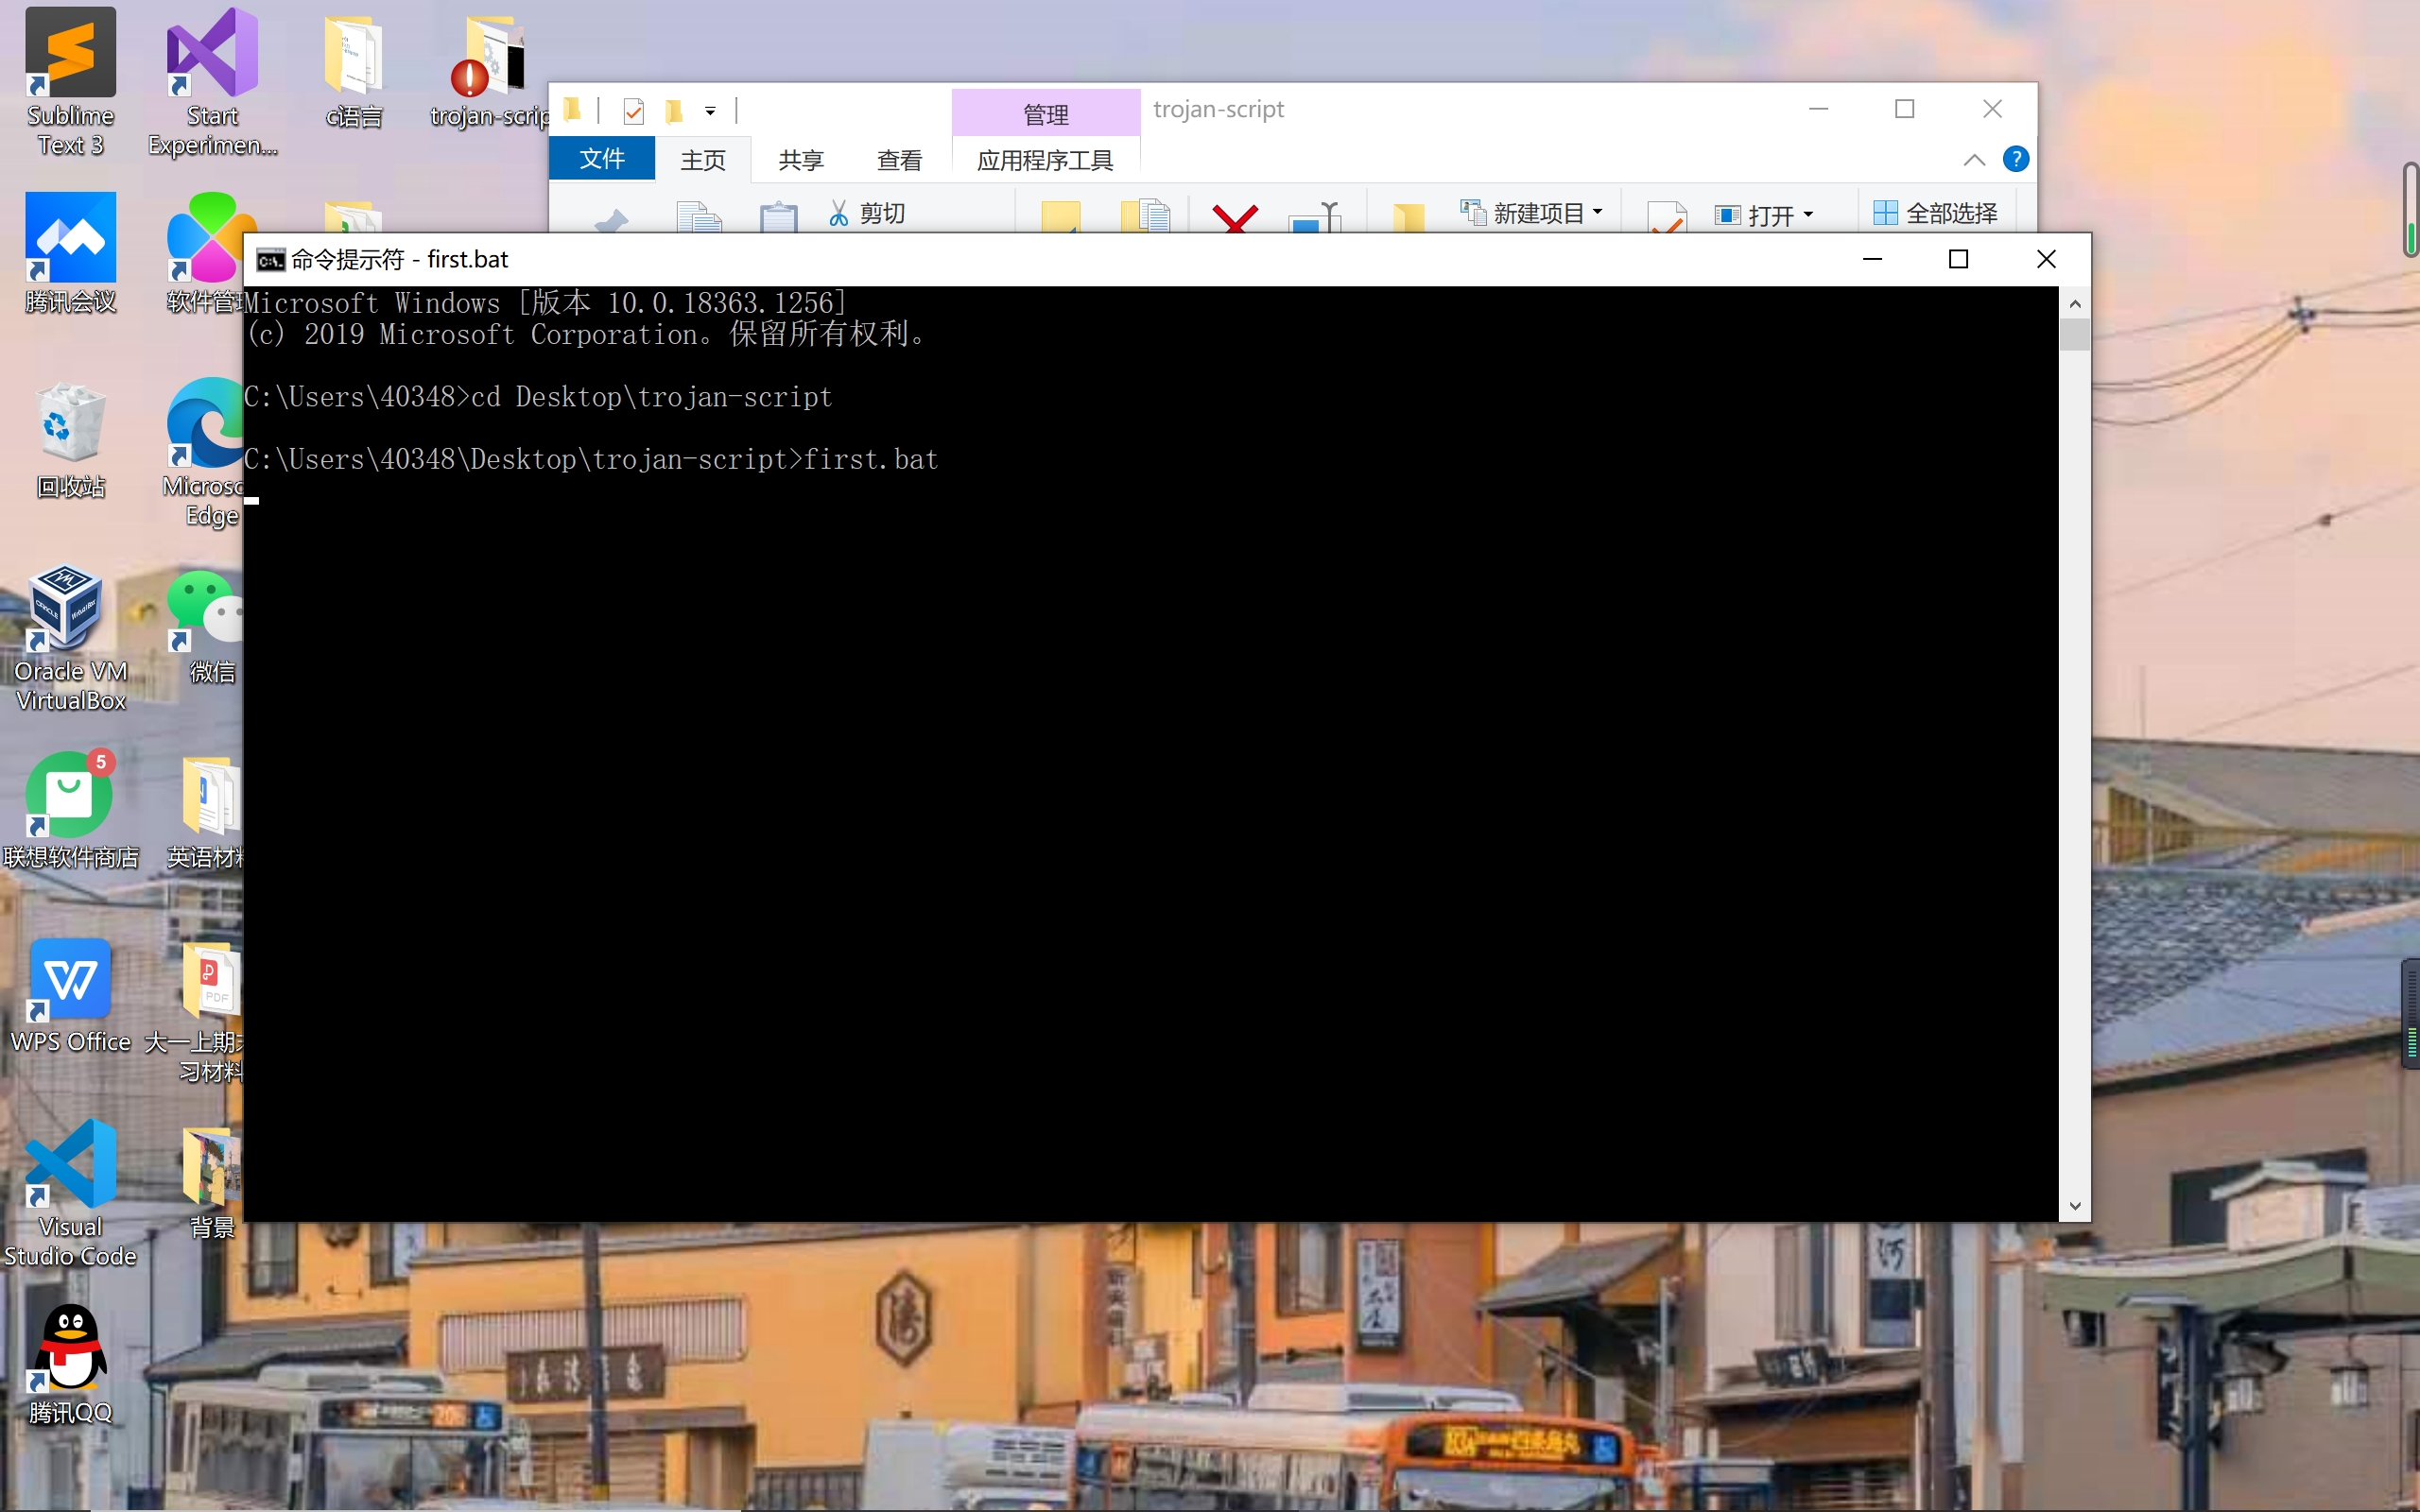 Sublime Text 3
Start Experimen...
c语言
trojan-scrip
管理
trojan-script
文件
主页
共享
查看
应用程序工具
?
剪切
新建项目
打开
全部选择
腾讯会议
软件管
命令提示符 - first.bat
Microsoft Windows [版本 10.0.18363.1256]
(c) 2019 Microsoft Corporation。保留所有权利。
C:\Users\40348>cd Desktop\trojan-script
C:\Users\40348\Desktop\trojan-script>first.bat
回收站
Microso
Edge
Oracle VM
VirtualBox
微信
5
联想软件商店
英语材料
WPS Office
大一上期末
习材料
PDF
Visual
Studio Code
背景
腾讯QQ
河